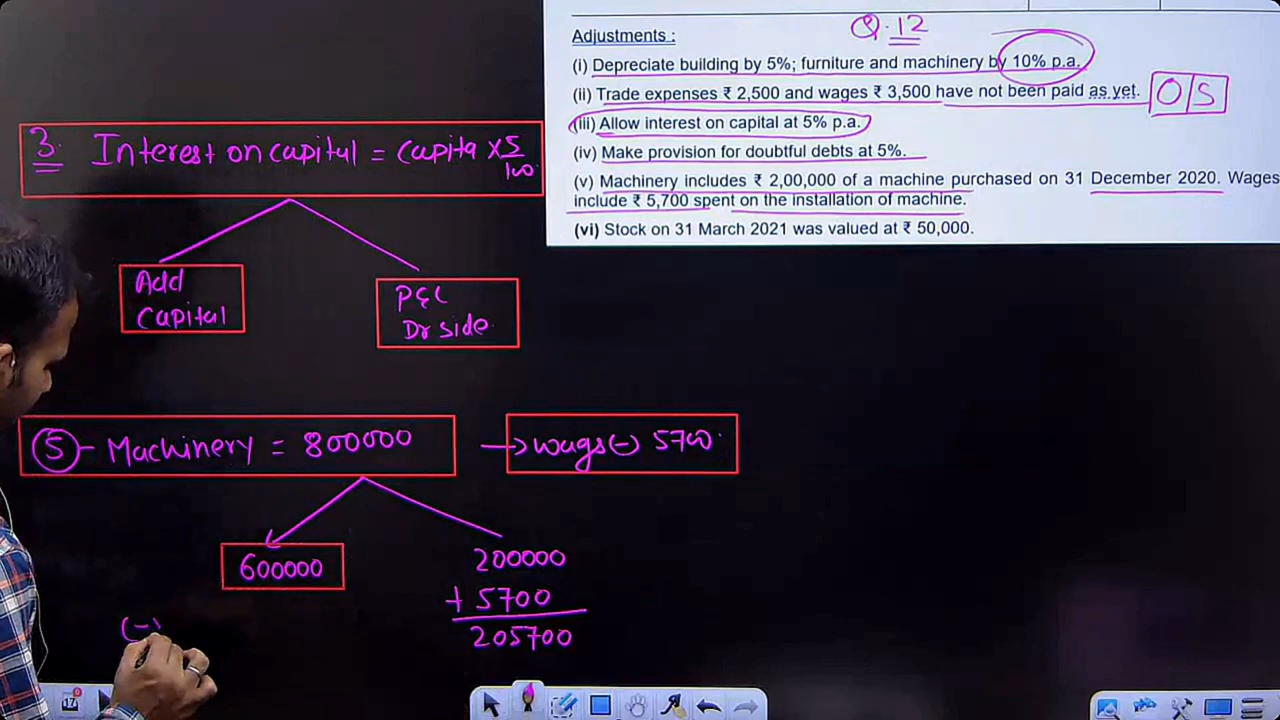 Q.12
Adjustments :
(i) Depreciate building by 5%; furniture and machinery by 10% p.a.
(ii) Trade expenses ₹ 2,500 and wages ₹ 3,500 have not been paid as yet.
O|S
(iii) Allow interest on capital at 5% p.a.
(iv) Make provision for doubtful debts at 5%.
(v) Machinery includes ₹ 2,00,000 of a machine purchased on 31 December 2020. Wages
include ₹ 5,700 spent on the installation of machine.
(vi) Stock on 31 March 2021 was valued at ₹ 50,000.
3. Interest on capital = Capita × 5/100
Add
Capital
P&L
Dr side
5 - Machinery = 800000
→ wags (-) 5700
600000
200000
+ 5700
205700
(-)
17